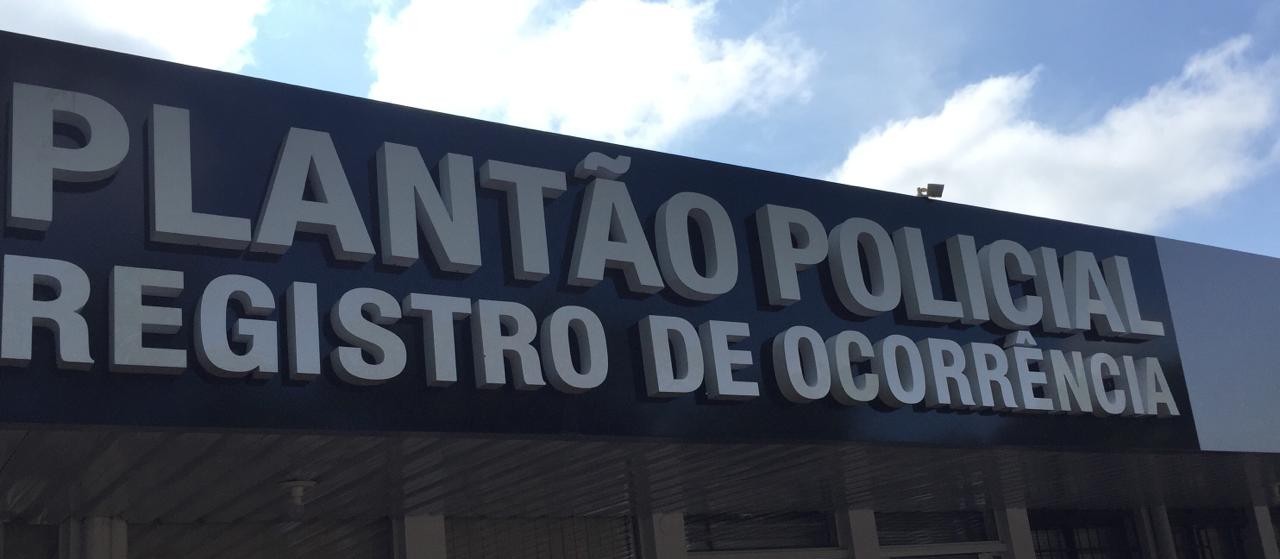 PLANTÃO POLICIAL
REGISTRO DE OCORRÊNCIA